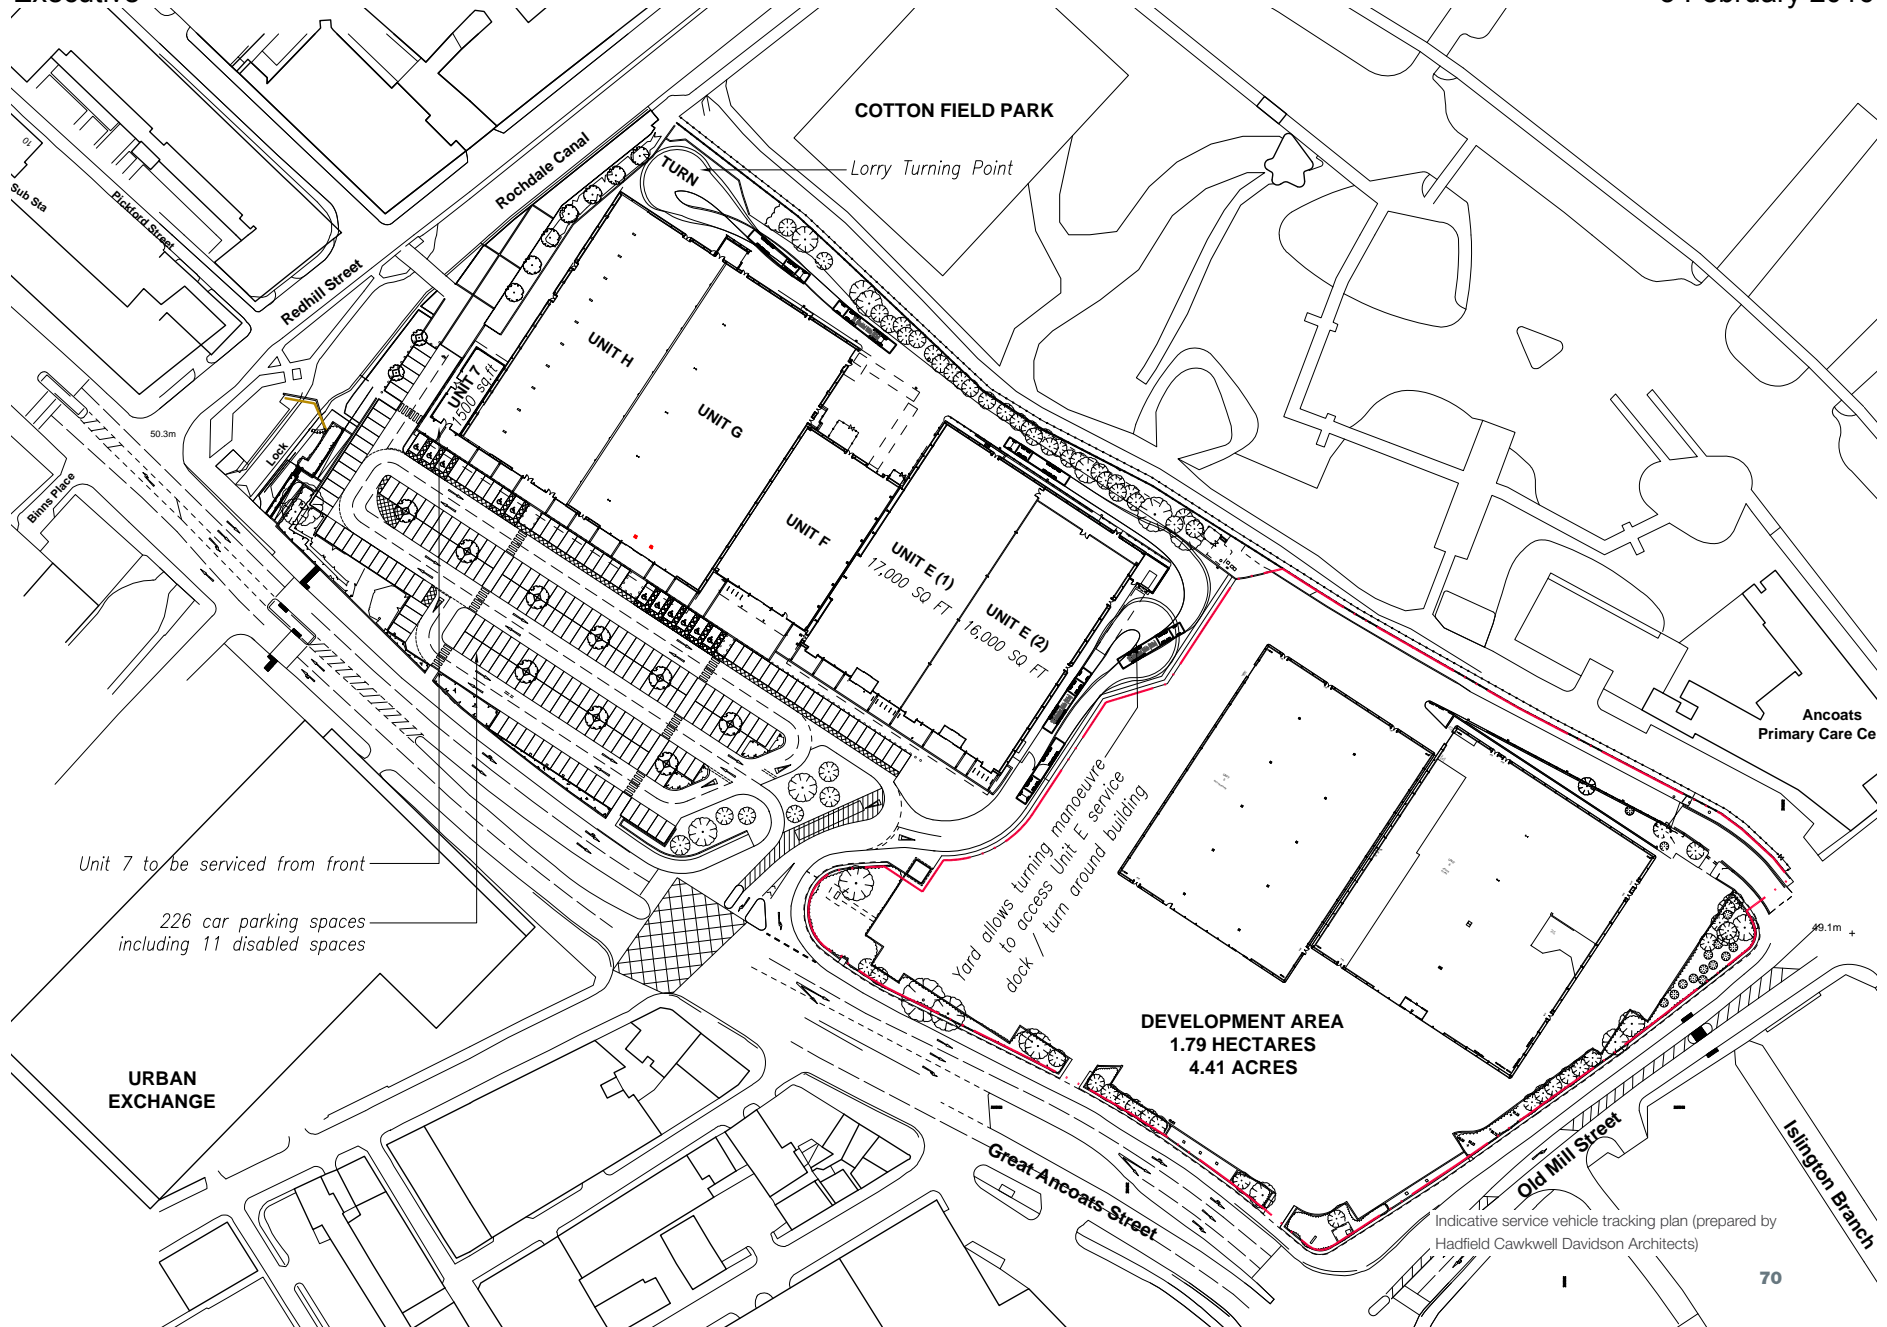 COTTON FIELD PARK
Lorry Turning Point
TURN
Rochdale Canal
Redhill Street
Pickford Street
Sub Sta
10
50.3m
Lock
Binns Place
UNIT H
UNIT G
UNIT 7
1,500 sq.ft
UNIT F
UNIT E (1)
17,000 SQ FT
UNIT E (2)
16,000 SQ FT
Ancoats
Primary Care Ce
Unit 7 to be serviced from front
226 car parking spaces
including 11 disabled spaces
Yard allows turning manoeuvre
to access Unit E service
dock / turn around building
49.1m
DEVELOPMENT AREA
1.79 HECTARES
4.41 ACRES
URBAN
EXCHANGE
Great Ancoats Street
Old Mill Street
Islington Branch
Indicative service vehicle tracking plan (prepared by
Hadfield Cawkwell Davidson Architects)
70